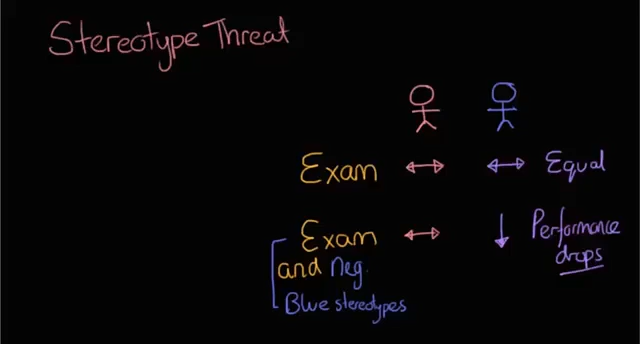 Stereotype Threat
Exam ↔ ↔ Equal
Exam ↔ ↓ Performance
drops
and Neg.
Blue stereotypes